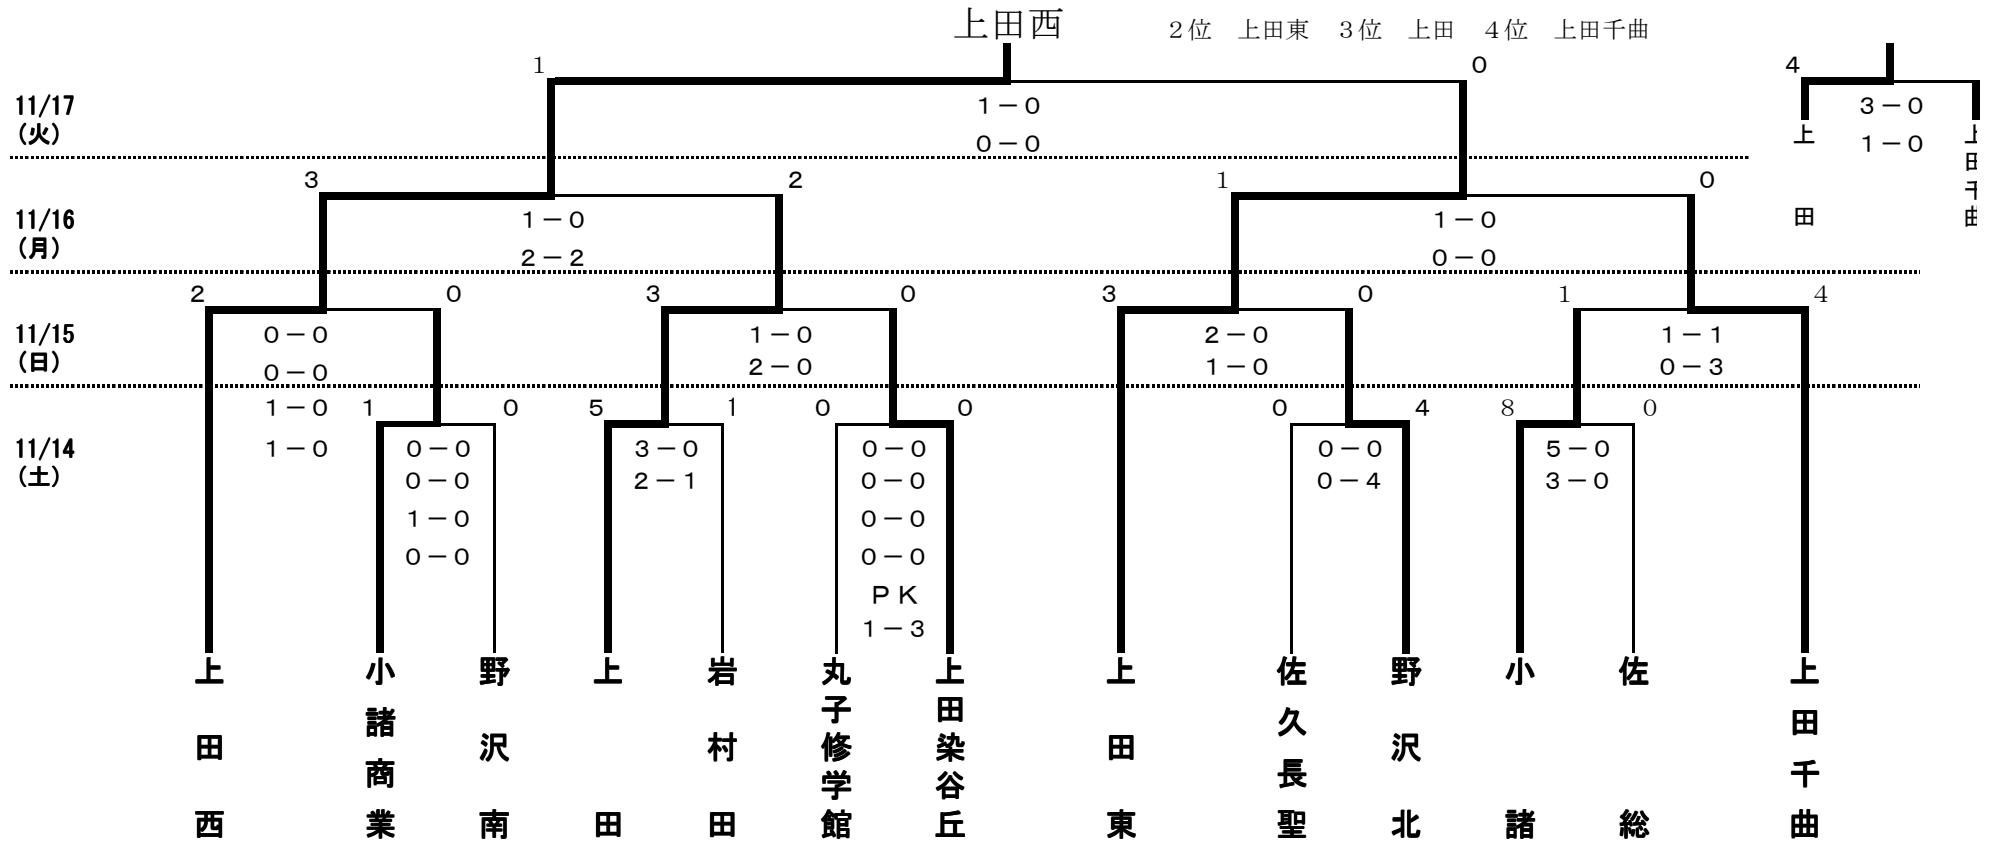 上田西
２位　上田東　３位　上田　４位　上田千曲
1 0 4
11/17
(火)
1－0
0－0
3－0
1－0
上田
上田千曲
3 2 1 0
11/16
(月)
1－0
2－2
1－0
0－0
2 0 3 0 3 0 1 4
11/15
(日)
0－0
0－0
1－0
1－0
1－0
2－0
2－0
1－0
1－1
0－3
1 0 5 1 0 0 0 4 8 0
11/14
(土)
0－0
0－0
1－0
0－0
3－0
2－1
0－0
0－0
0－0
0－0
ＰＫ
1－3
0－0
0－4
5－0
3－0
上田西
小諸商業
野沢南
上田
岩村田
丸子修学館
上田染谷丘
上田東
佐久長聖
野沢北
小諸
佐総
上田千曲